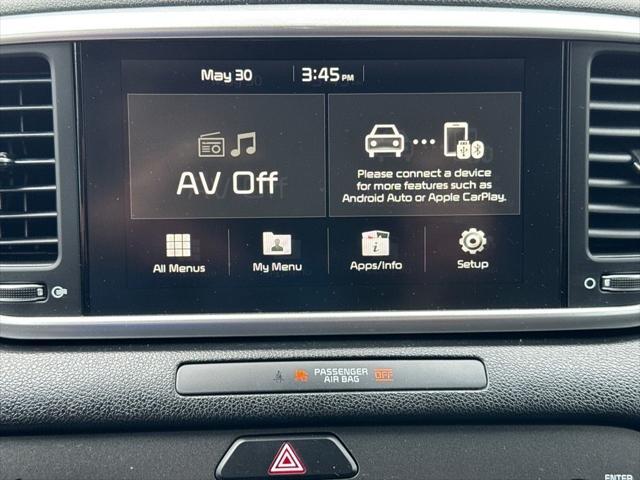 May 30
3:45 PM
AV Off
Please connect a device
for more features such as
Android Auto or Apple CarPlay.
All Menus
My Menu
Apps/Info
Setup
PASSENGER
AIR BAG
OFF
ENTER